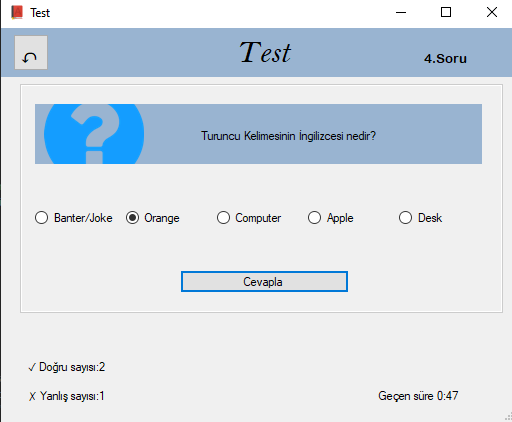 Test
Test
4.Soru
?
Turuncu Kelimesinin İngilizcesi nedir?
Banter/Joke Orange Computer Apple Desk
Cevapla
✓ Doğru sayısı:2
✗ Yanlış sayısı:1
Geçen süre 0:47